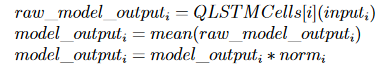 raw_model_output_i = QLSTMCells[i](input_i)
model_output_i = mean(raw_model_output_i)
model_output_i = model_output_i * norm_i